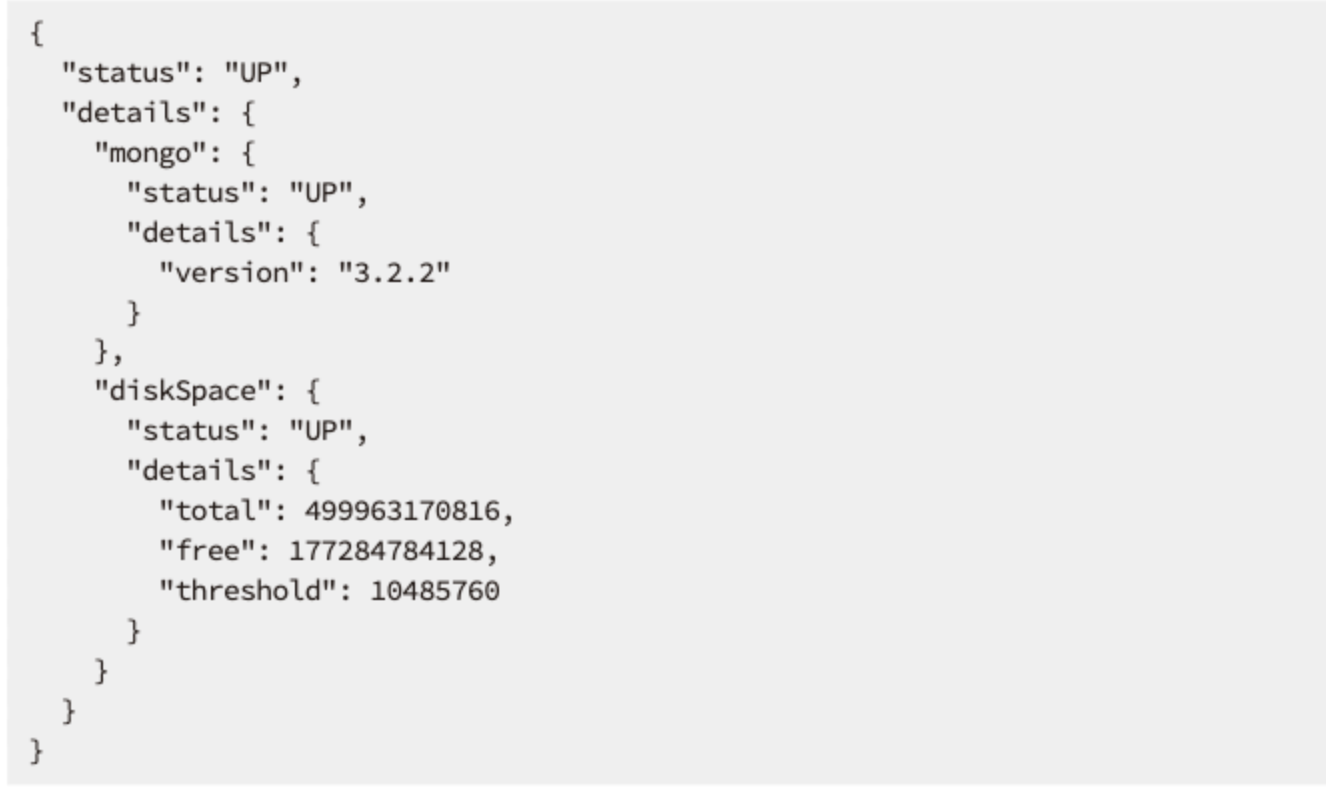 {
  "status": "UP",
  "details": {
    "mongo": {
      "status": "UP",
      "details": {
        "version": "3.2.2"
      }
    },
    "diskSpace": {
      "status": "UP",
      "details": {
        "total": 499963170816,
        "free": 177284784128,
        "threshold": 10485760
      }
    }
  }
}